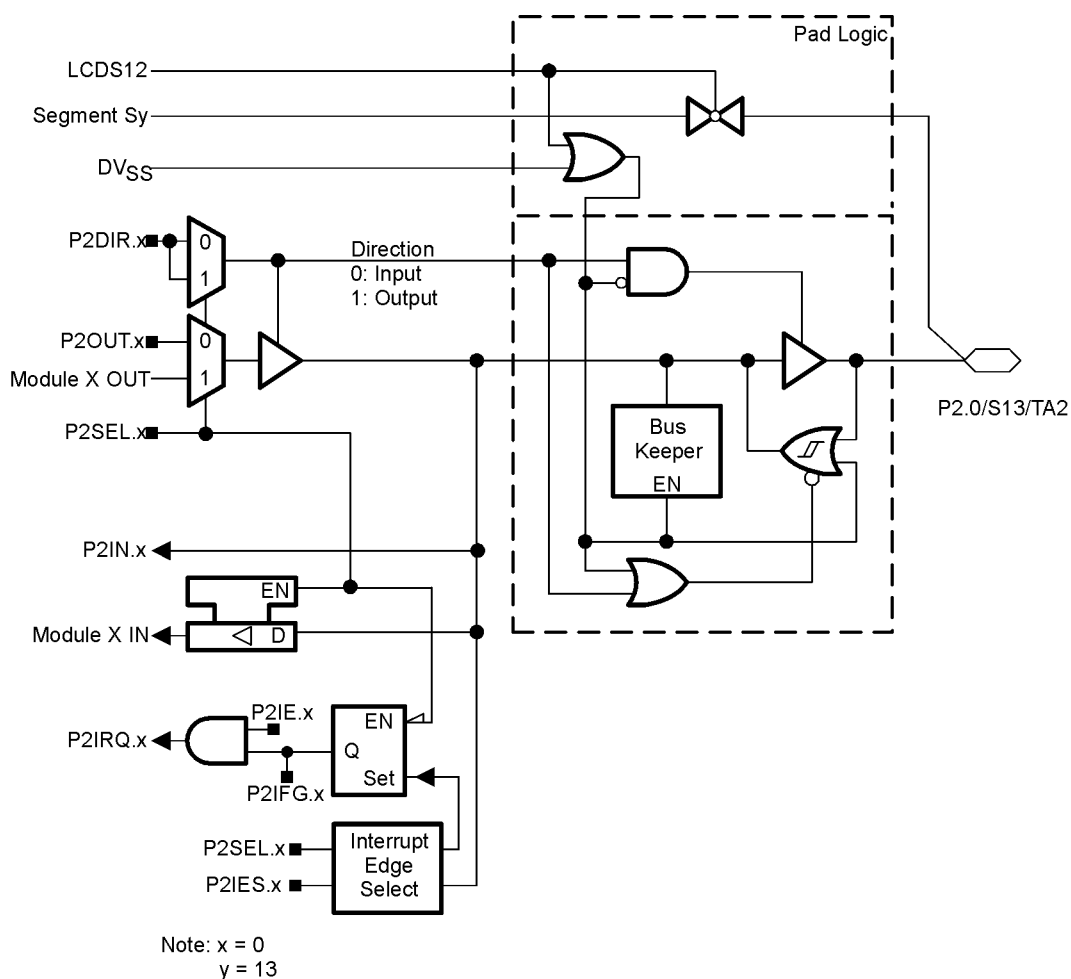 Pad Logic
LCDS12
Segment Sy
DVSS
P2DIR.x
0
1
Direction
0: Input
1: Output
P2OUT.x
0
Module X OUT
1
P2SEL.x
P2.0/S13/TA2
Bus
Keeper
EN
P2IN.x
EN
Module X IN
D
P2IE.x
P2IRQ.x
EN
Q
Set
P2IFG.x
P2SEL.x
P2IES.x
Interrupt
Edge
Select
Note: x = 0
y = 13